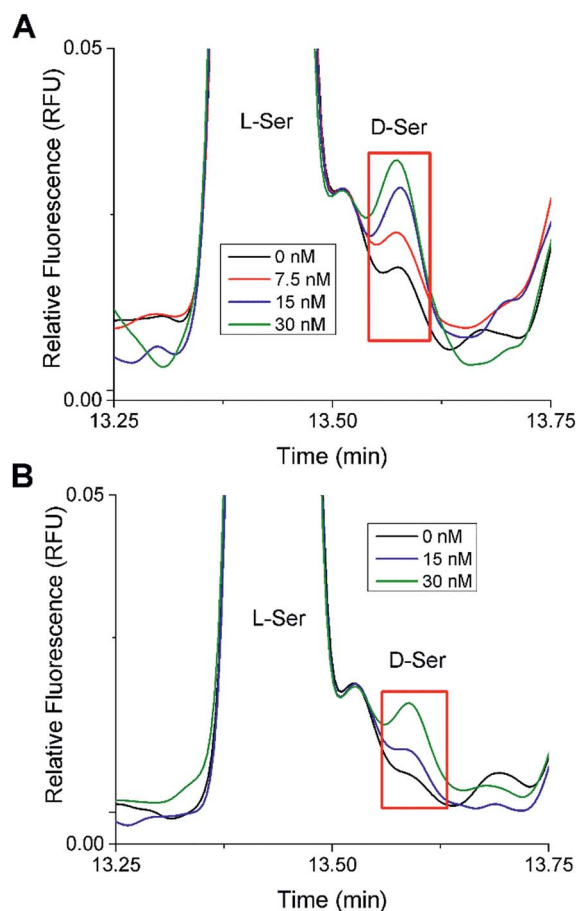 A
0.05
L-Ser
D-Ser
Relative Fluorescence (RFU)
0 nM
7.5 nM
15 nM
30 nM
0.00
13.25
13.50
13.75
Time (min)
B
0.05
0 nM
15 nM
30 nM
L-Ser
D-Ser
Relative Fluorescence (RFU)
0.00
13.25
13.50
13.75
Time (min)